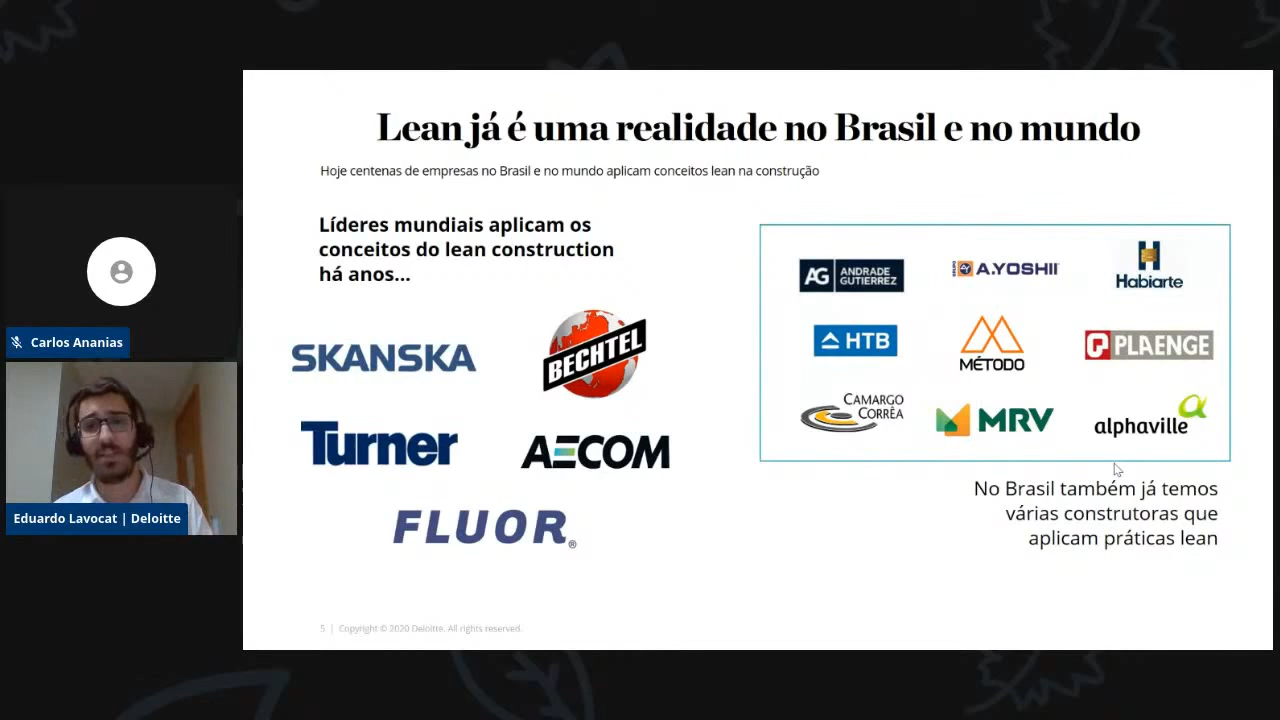 Lean já é uma realidade no Brasil e no mundo
Hoje centenas de empresas no Brasil e no mundo aplicam conceitos lean na construção
Líderes mundiais aplicam os
conceitos do lean construction
há anos...
SKANSKA
BECHTEL
Turner
AECOM
FLUOR®
AG ANDRADE
GUTIERREZ
GRUPO A.YOSHII
Habiarte
HTB
MÉTODO
PLAENGE
CAMARGO
CORRÊA
MRV
alphaville
No Brasil também já temos
várias construtoras que
aplicam práticas lean
5 | Copyright © 2020 Deloitte. All rights reserved.
Carlos Ananias
Eduardo Lavocat | Deloitte